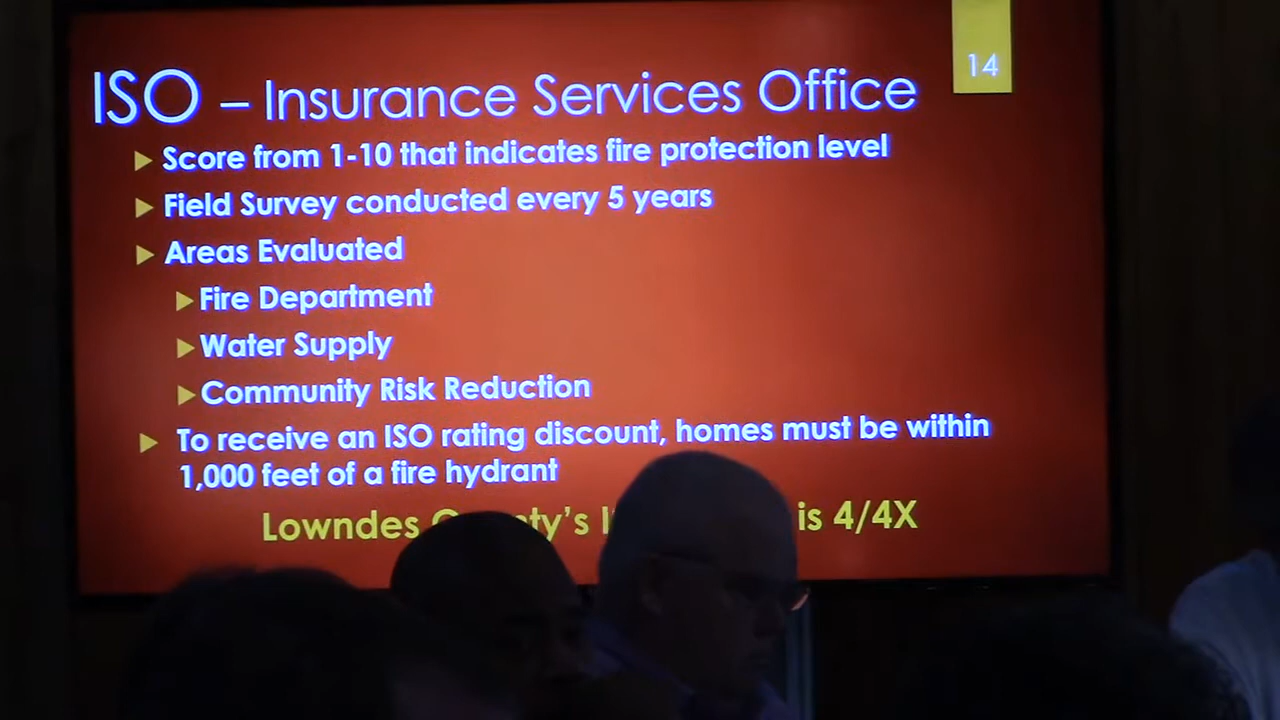 14
ISO – Insurance Services Office
Score from 1-10 that indicates fire protection level
Field Survey conducted every 5 years
Areas Evaluated
Fire Department
Water Supply
Community Risk Reduction
To receive an ISO rating discount, homes must be within
1,000 feet of a fire hydrant
Lowndes is 4/4X